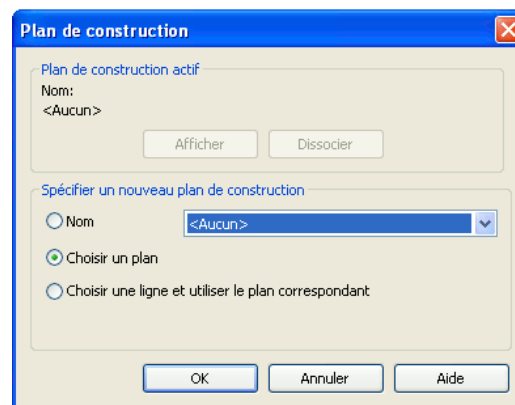 Plan de construction
Plan de construction actif
Nom:
<Aucun>
Afficher Dissocier
Spécifier un nouveau plan de construction
Nom <Aucun>
Choisir un plan
Choisir une ligne et utiliser le plan correspondant
OK Annuler Aide